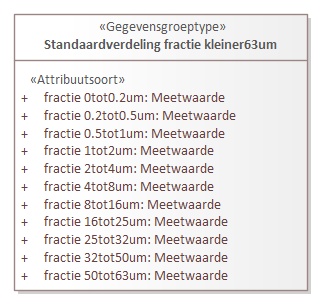 «Gegevensgroeptype»
Standaardverdeling fractie kleiner63um
«Attribuutsoort»
+ fractie 0tot0.2um: Meetwaarde
+ fractie 0.2tot0.5um: Meetwaarde
+ fractie 0.5tot1um: Meetwaarde
+ fractie 1tot2um: Meetwaarde
+ fractie 2tot4um: Meetwaarde
+ fractie 4tot8um: Meetwaarde
+ fractie 8tot16um: Meetwaarde
+ fractie 16tot25um: Meetwaarde
+ fractie 25tot32um: Meetwaarde
+ fractie 32tot50um: Meetwaarde
+ fractie 50tot63um: Meetwaarde